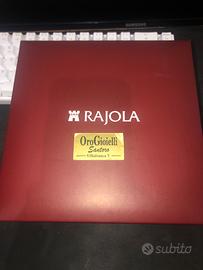 RAJOLA
OroGioielli
Santoro
Villafranca T.
subito